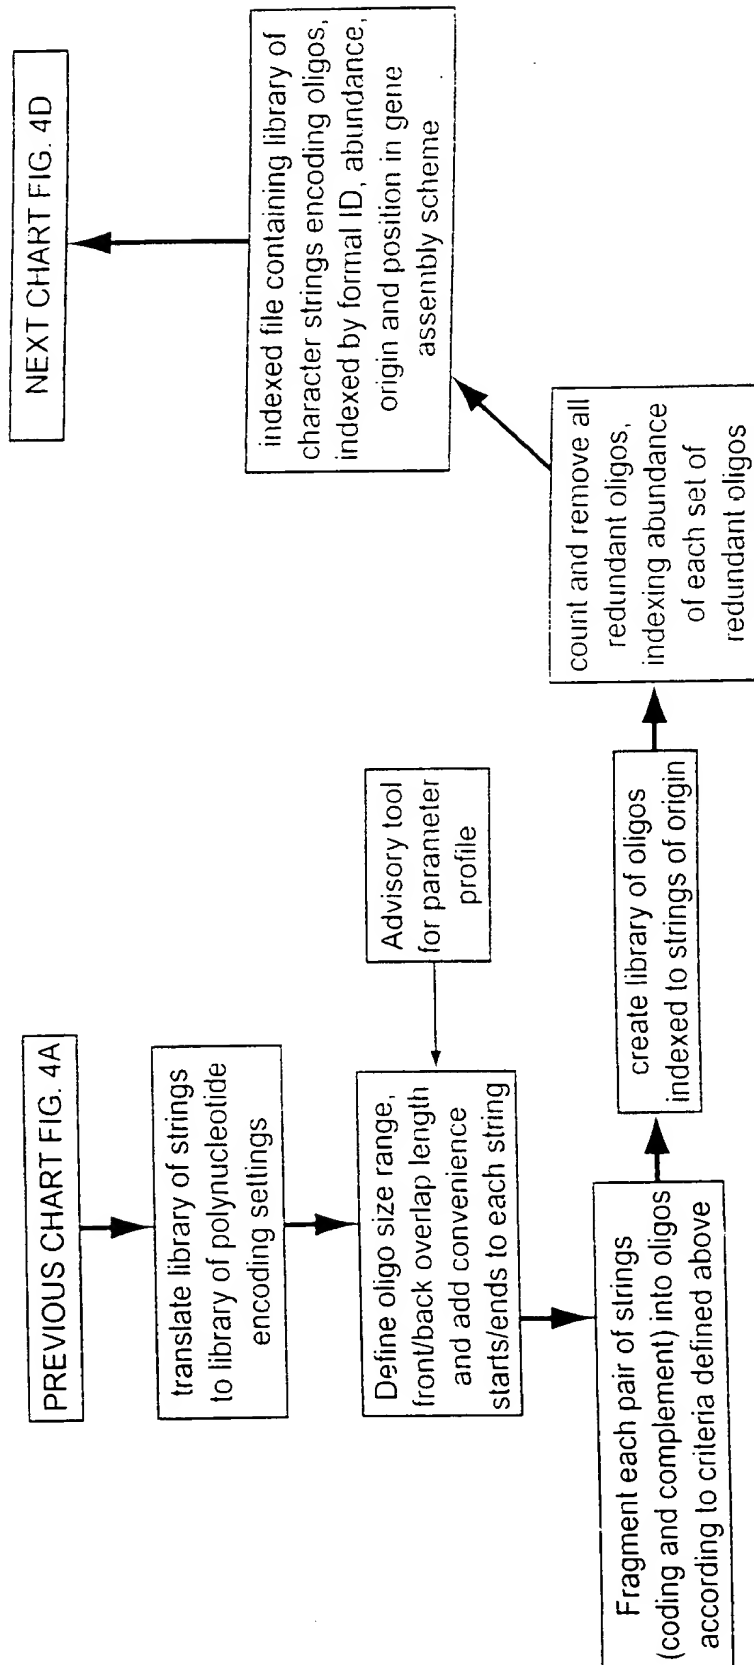 PREVIOUS CHART FIG. 4A
translate library of strings
to library of polynucleotide
encoding settings
Define oligo size range,
front/back overlap length
and add convenience
starts/ends to each string
Advisory tool
for parameter
profile
Fragment each pair of strings
(coding and complement) into oligos
according to criteria defined above
create library of oligos
indexed to strings of origin
count and remove all
redundant oligos,
indexing abundance
of each set of
redundant oligos
indexed file containing library of
character strings encoding oligos,
indexed by formal ID, abundance,
origin and position in gene
assembly scheme
NEXT CHART FIG. 4D